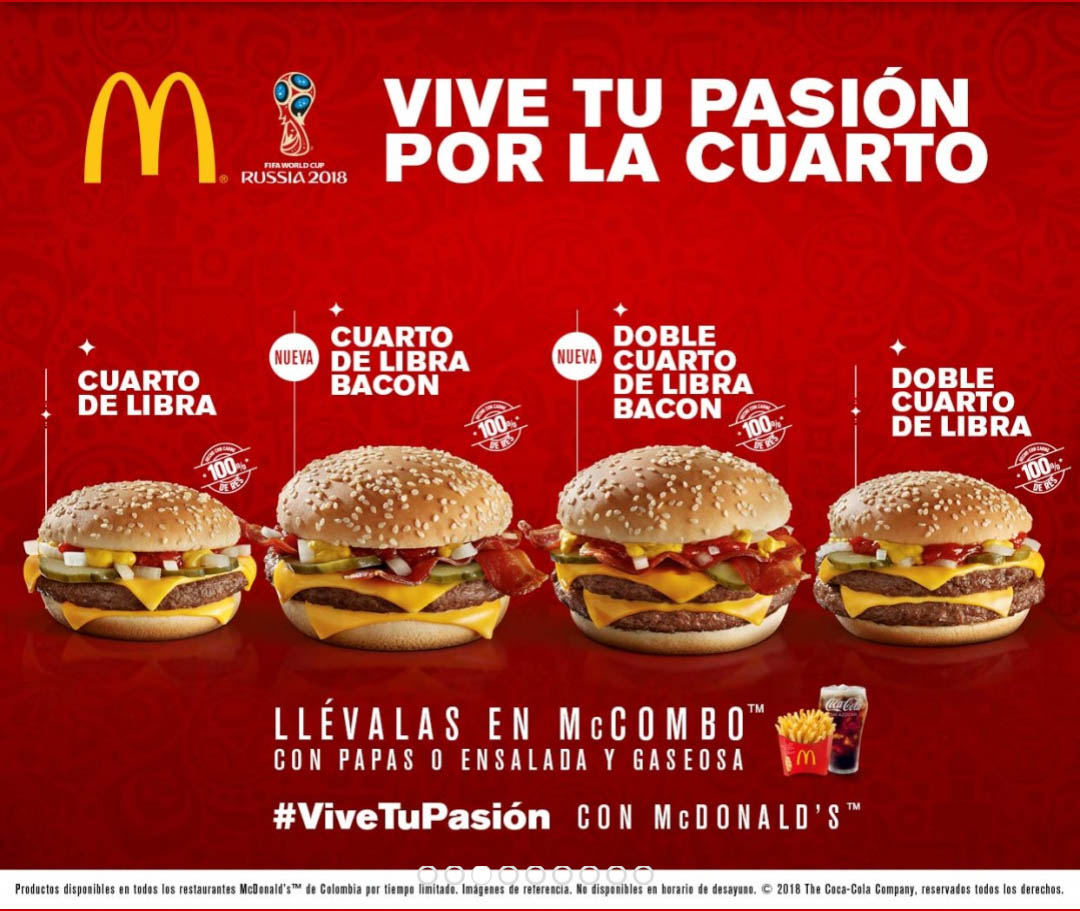 VIVE TU PASIÓN
POR LA CUARTO
FIFA WORLD CUP
RUSSIA 2018
CUARTO
DE LIBRA
100%
DE RES
NUEVA
CUARTO
DE LIBRA
BACON
100%
DE RES
NUEVA
DOBLE
CUARTO
DE LIBRA
BACON
100%
DE RES
DOBLE
CUARTO
DE LIBRA
100%
DE RES
LLÉVALAS EN McCOMBO™
CON PAPAS O ENSALADA Y GASEOSA
Coca-Cola
#ViveTuPasión CON McDONALD'S™
Productos disponibles en todos los restaurantes McDonald's™ de Colombia por tiempo limitado. Imágenes de referencia. No disponibles en horario de desayuno. © 2018 The Coca-Cola Company, reservados todos los derechos.